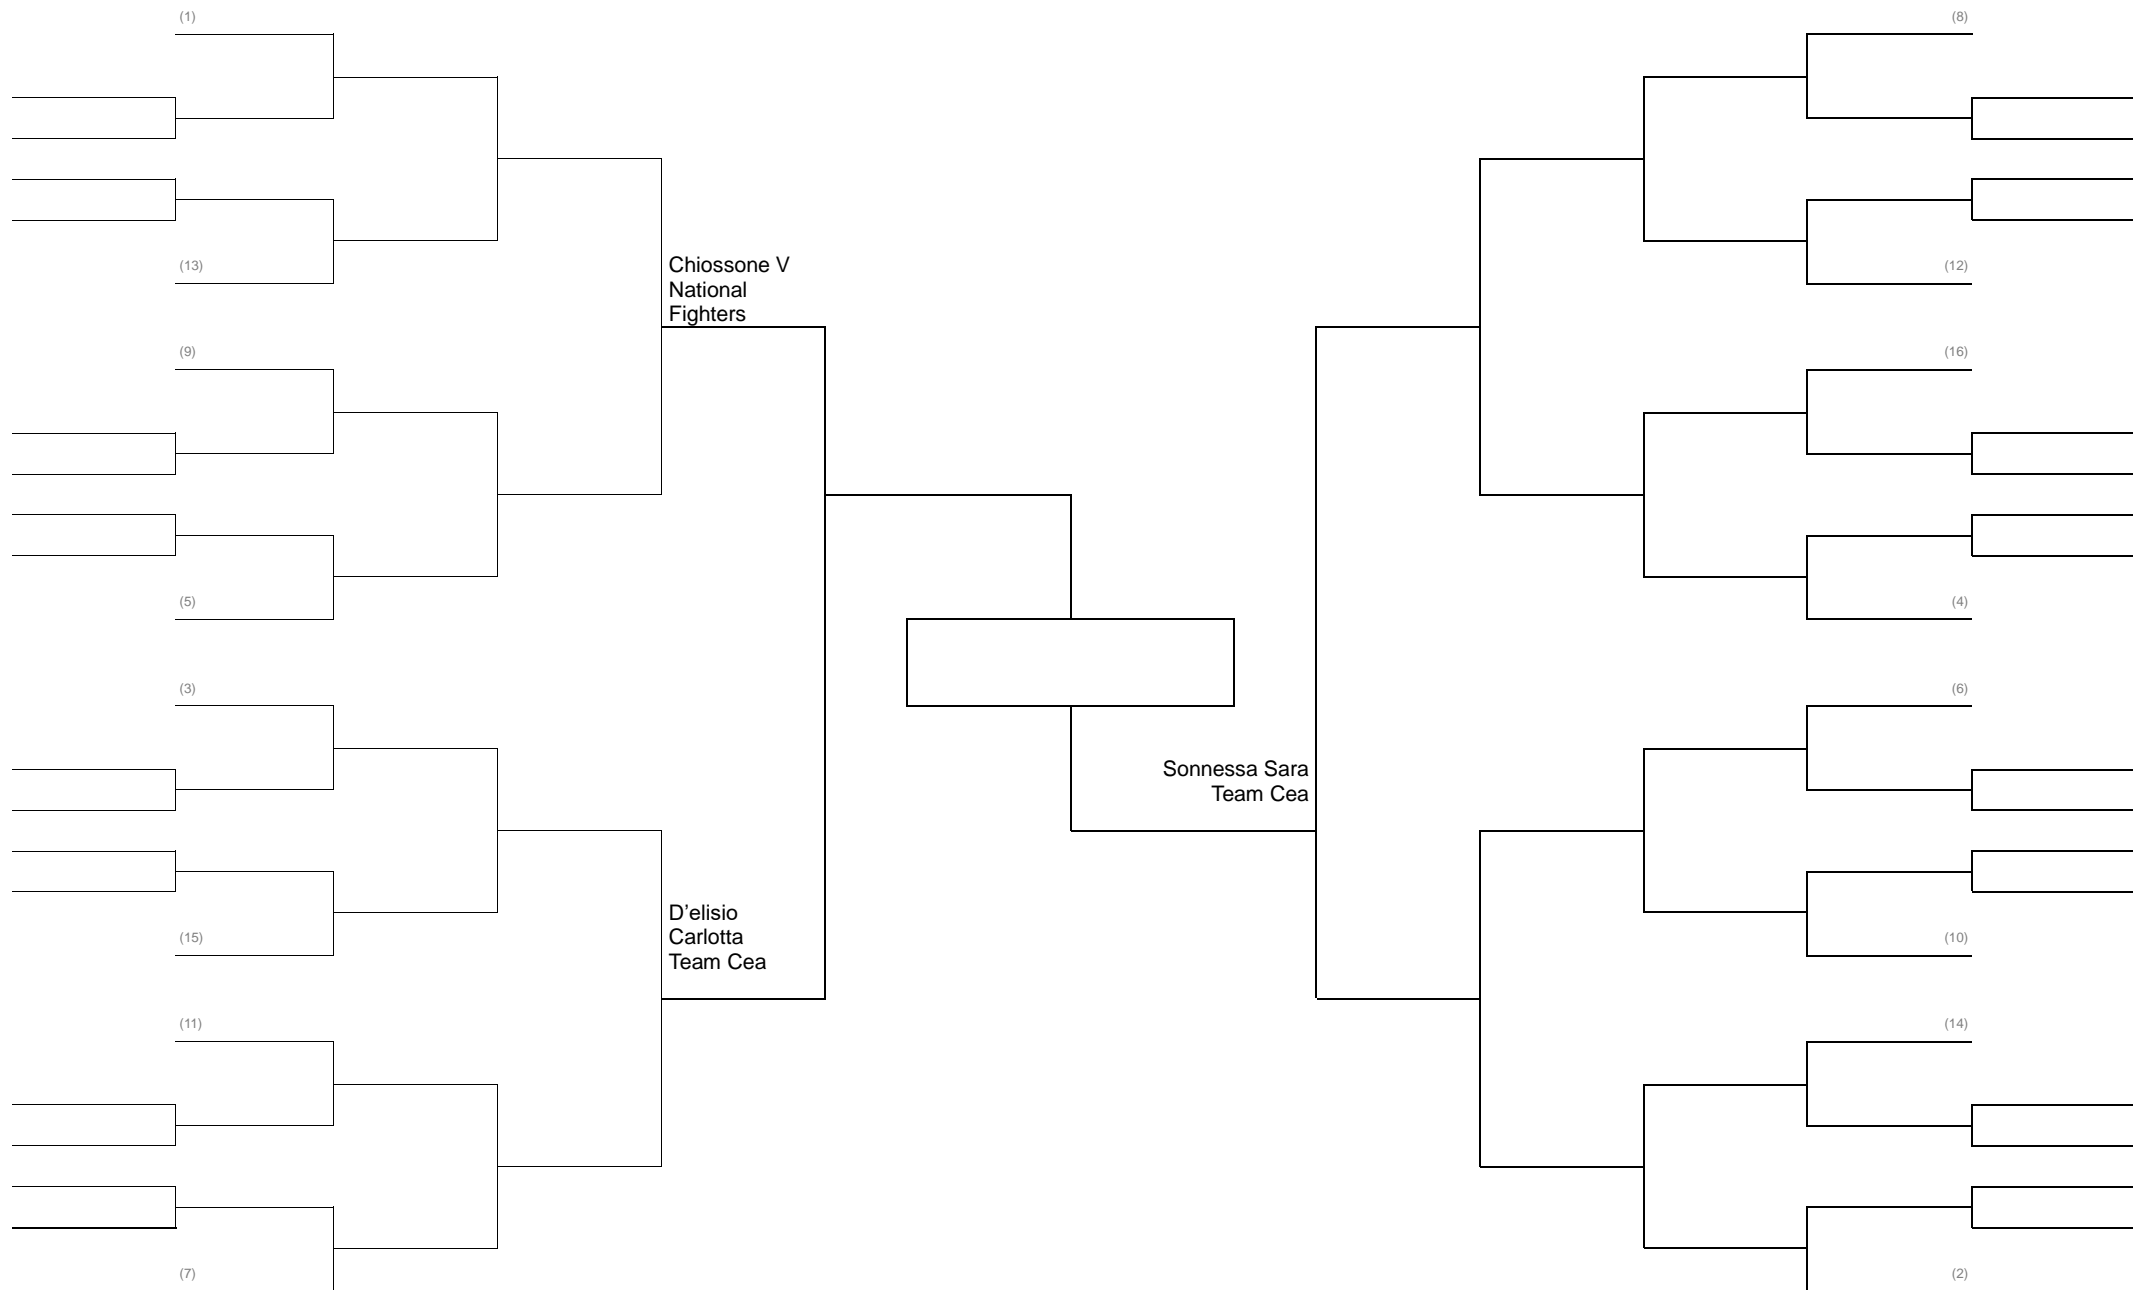 (1)
(8)
(13)
(12)
Chiossone V
National
Fighters
(9)
(16)
(5)
(4)
(3)
(6)
Sonnessa Sara
Team Cea
D’elisio
Carlotta
Team Cea
(15)
(10)
(11)
(14)
(7)
(2)